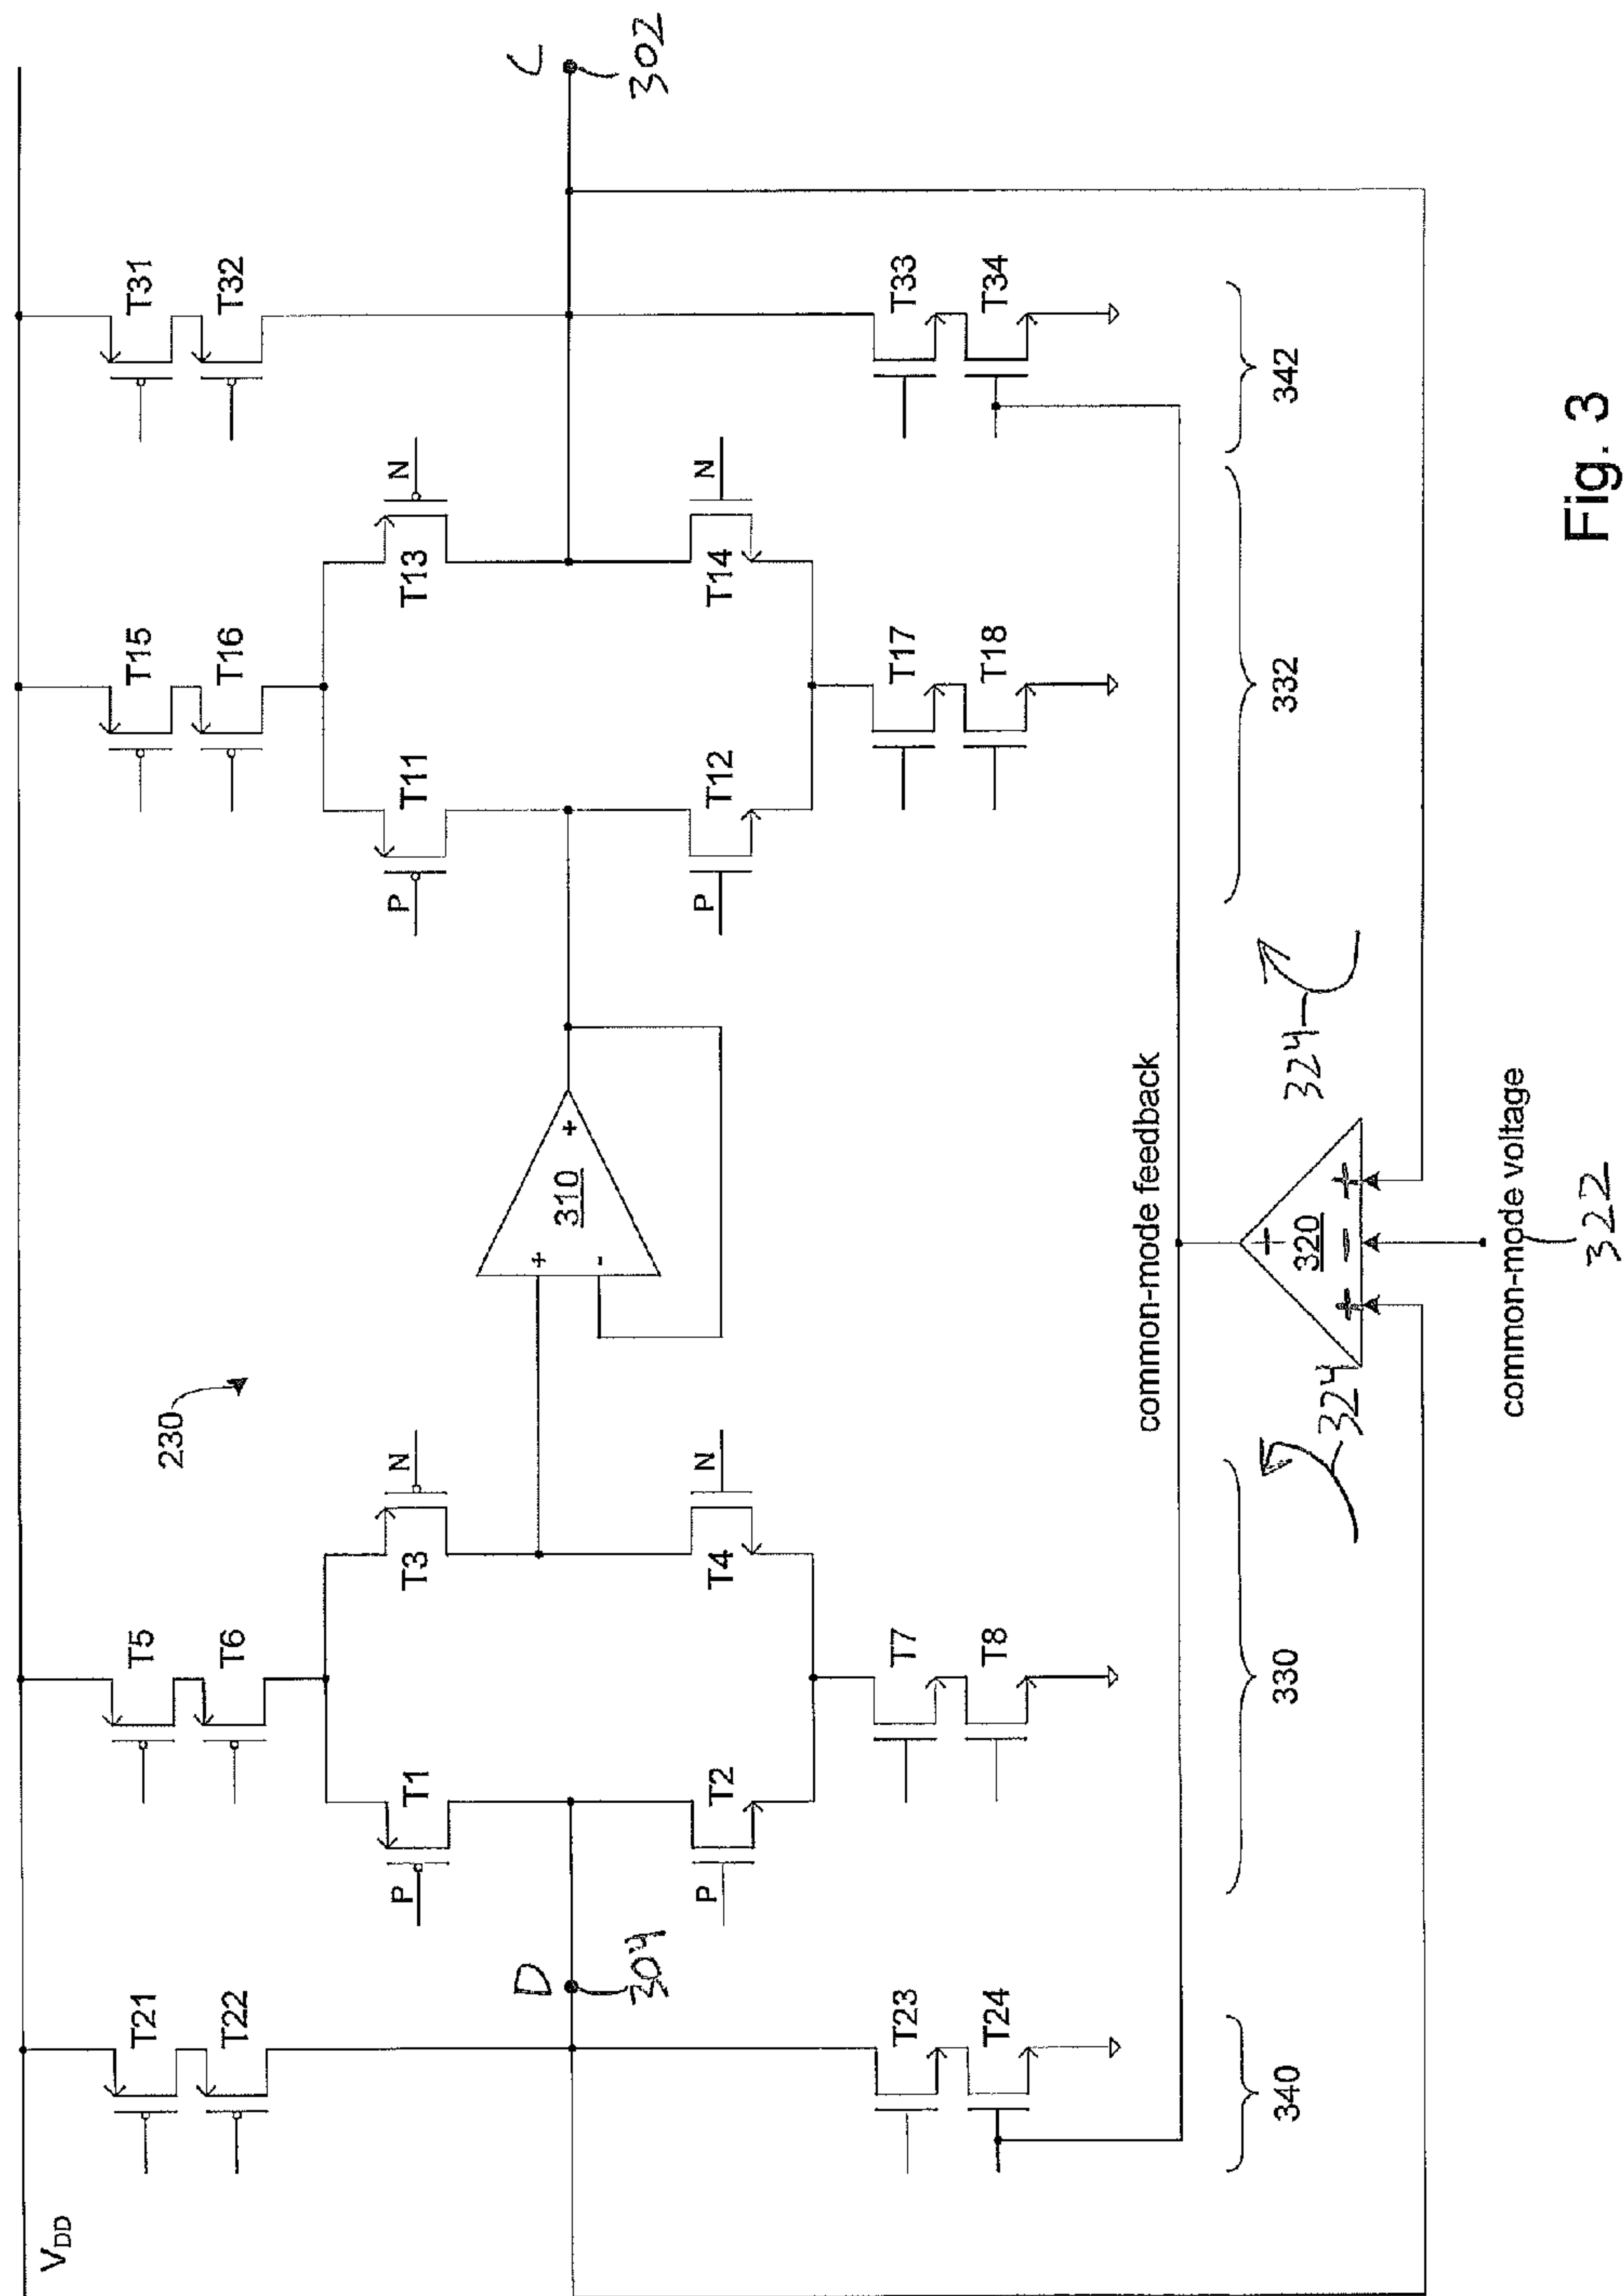 V_DD
T21
T22
T5
T6
T15
T16
T31
T32
230
P
T1
T3
N
P
T11
T13
N
D
304
+
-
310
+
C
302
P
T2
T4
N
P
T12
T14
N
T23
T24
T7
T8
T17
T18
T33
T34
common-mode feedback
340
330
324
+
320
+
-
+
324
332
342
common-mode voltage
322
Fig. 3